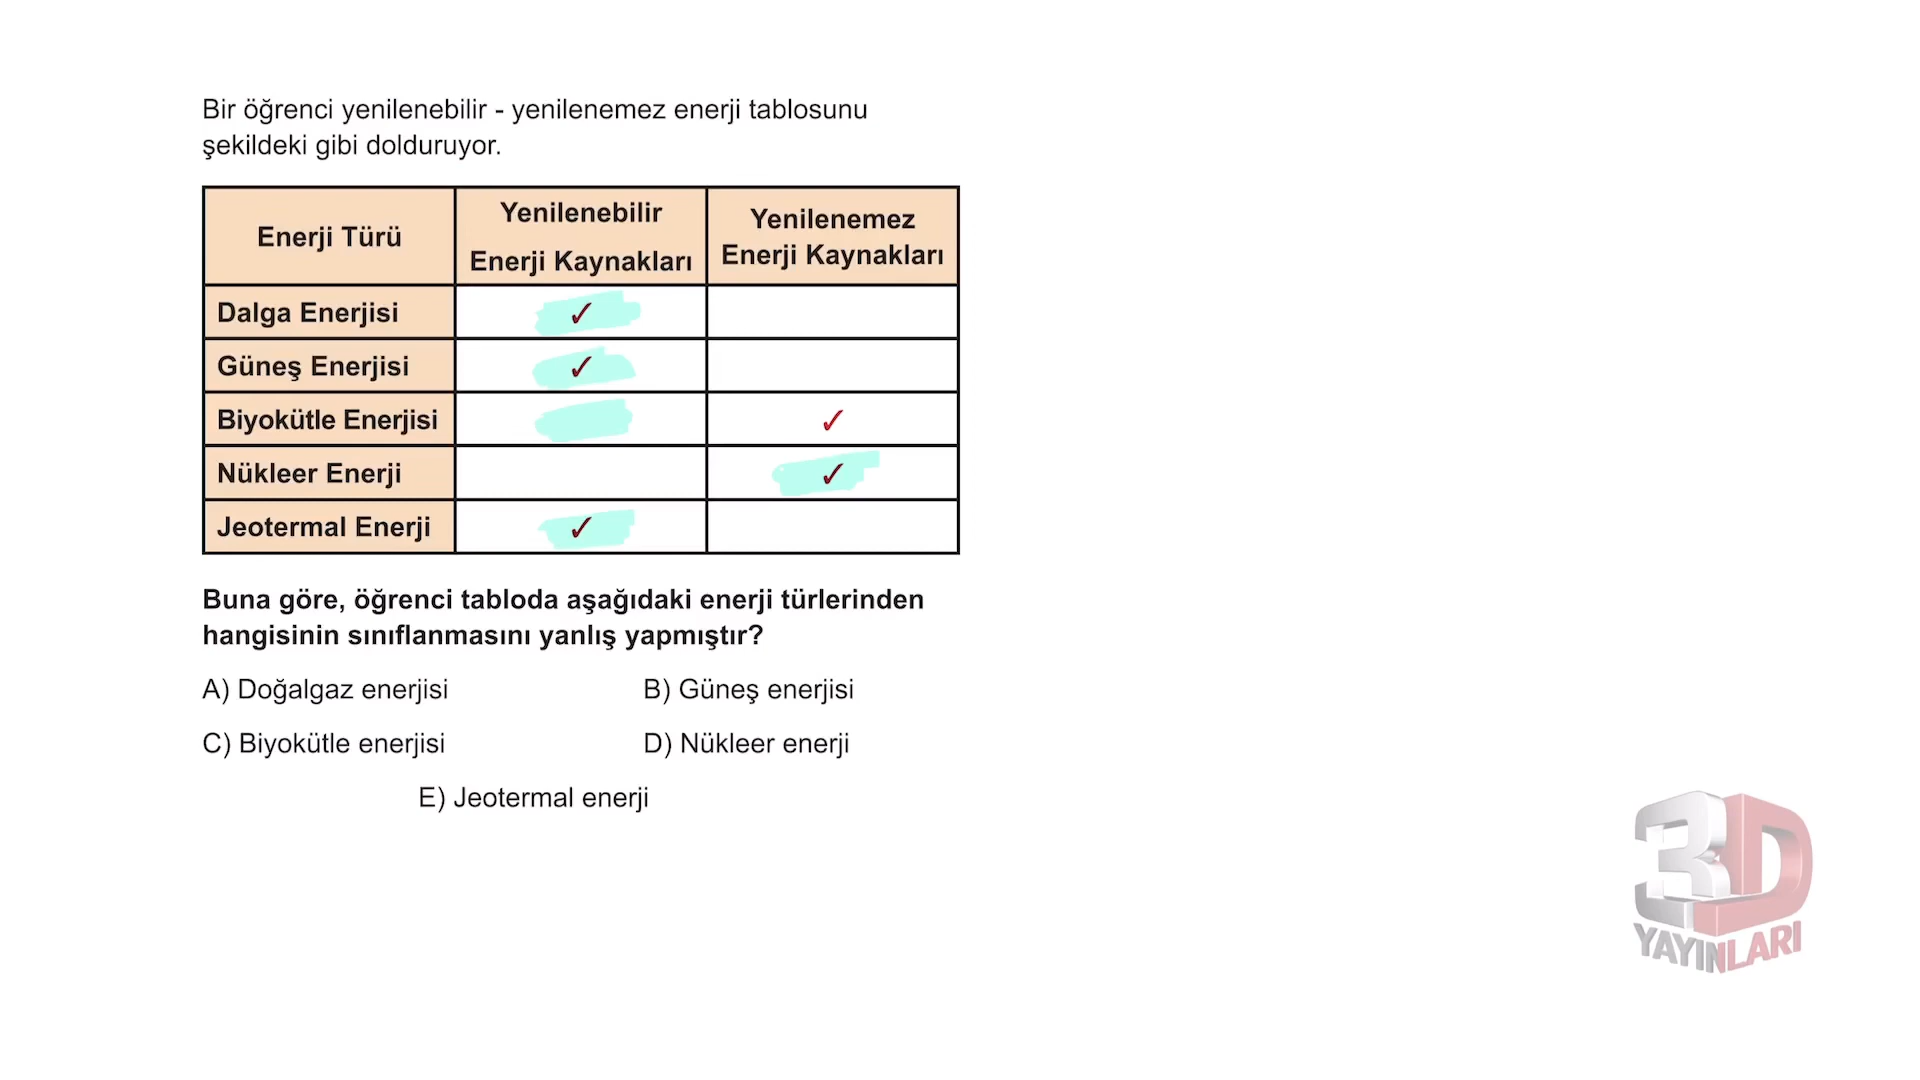 Bir öğrenci yenilenebilir - yenilenemez enerji tablosunu
şekildeki gibi dolduruyor.
Enerji Türü
Yenilenebilir
Enerji Kaynakları
Yenilenemez
Enerji Kaynakları
Dalga Enerjisi ✓
Güneş Enerjisi ✓
Biyokütle Enerjisi ✓
Nükleer Enerji ✓
Jeotermal Enerji ✓
Buna göre, öğrenci tabloda aşağıdaki enerji türlerinden
hangisinin sınıflanmasını yanlış yapmıştır?
A) Doğalgaz enerjisi B) Güneş enerjisi
C) Biyokütle enerjisi D) Nükleer enerji
E) Jeotermal enerji
3D
YAYINLARI